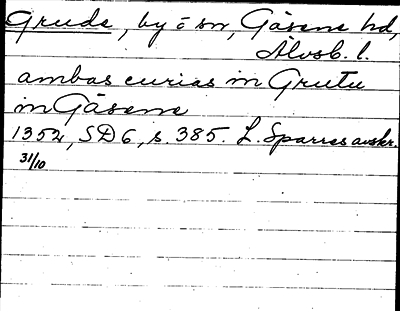 Grude, by o sn, Gäsene hd,
Älvsb. l.
ambas curias in Grutu
in Gäsene
1352, SD 6, s. 385. L. Sparres avskr.
31/10